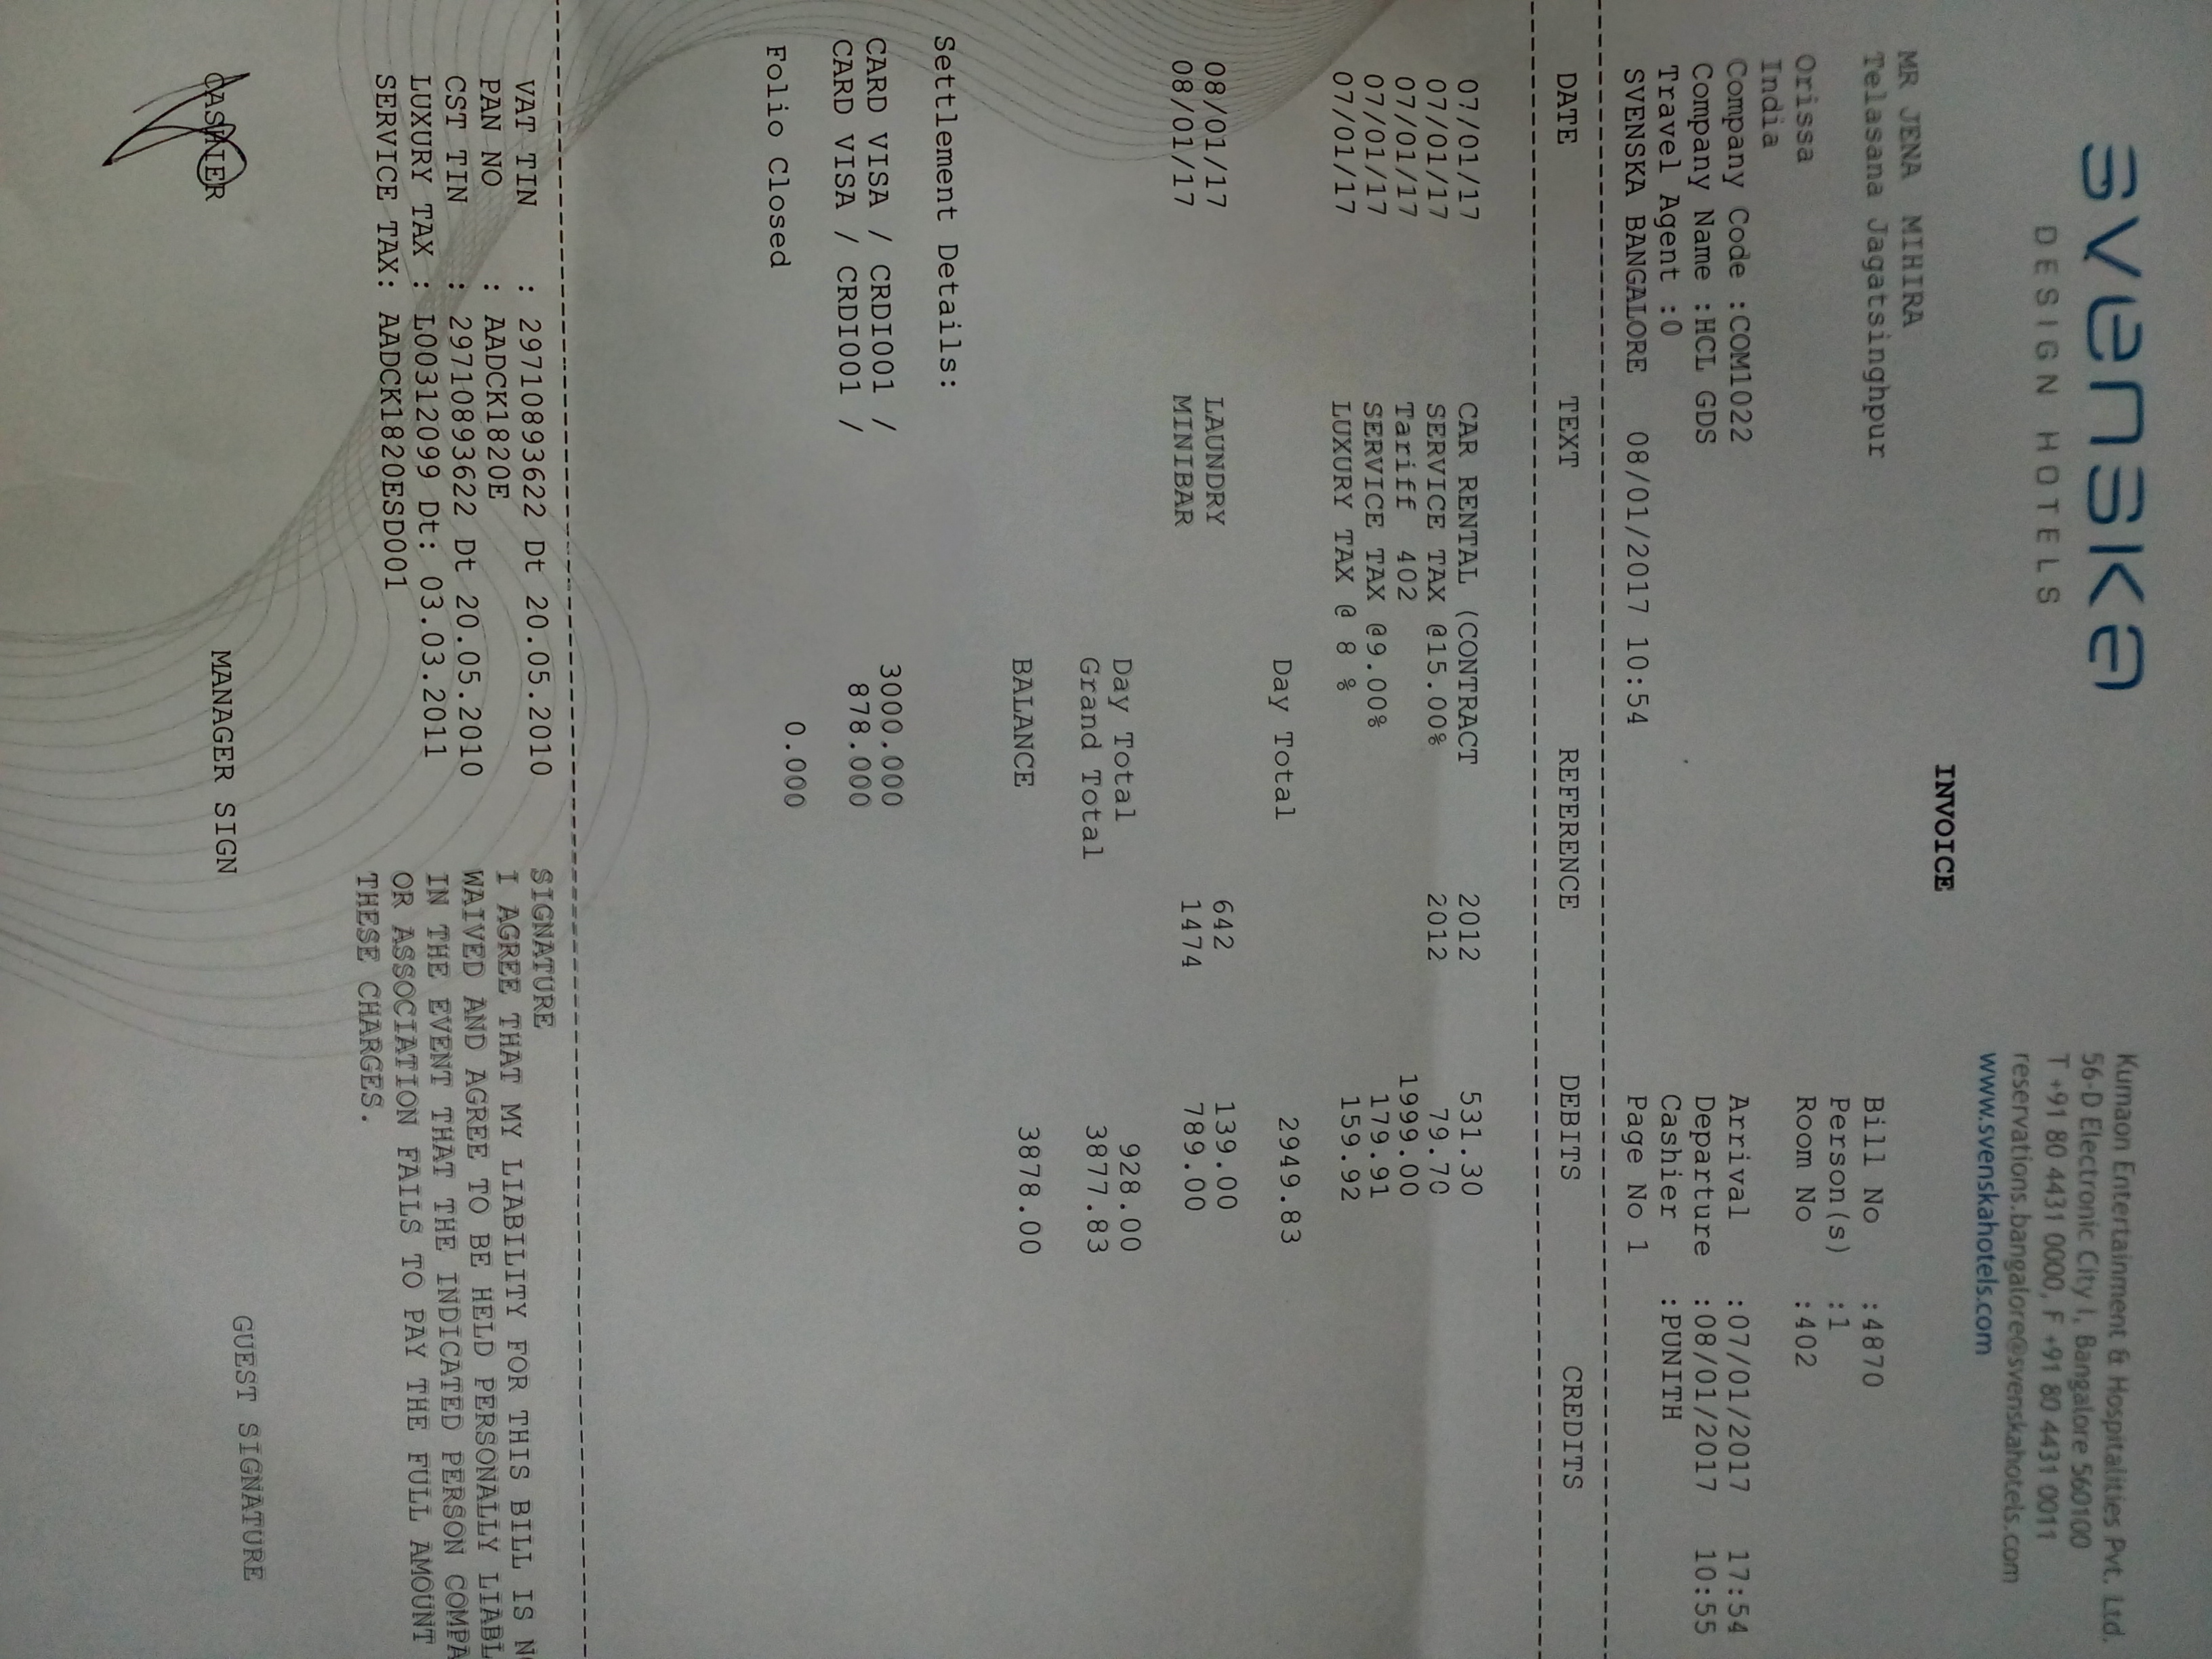 svenska
DESIGN HOTELS
Kumaon Entertainment & Hospitalities Pvt. Ltd.
56-D Electronic City I, Bangalore 560100
T +91 80 4431 0000, F +91 80 4431 0011
reservations.bangalore@svenskahotels.com
www.svenskahotels.com
INVOICE
MR JENA MIHIRA
Telasana Jagatsinghpur
Bill No :4870
Person(s) :1
Orissa Room No :402
India
Company Code :COM1022 Arrival :07/01/2017 17:54
Company Name :HCL GDS Departure :08/01/2017 10:55
Travel Agent :0 Cashier :PUNITH
SVENSKA BANGALORE 08/01/2017 10:54 Page No 1
DATE TEXT REFERENCE DEBITS CREDITS
07/01/17 CAR RENTAL (CONTRACT 2012 531.30
07/01/17 SERVICE TAX @15.00% 2012 79.70
07/01/17 Tariff 402 1999.00
07/01/17 SERVICE TAX @9.00% 179.91
07/01/17 LUXURY TAX @ 8 % 159.92
Day Total 2949.83
08/01/17 LAUNDRY 642 139.00
08/01/17 MINIBAR 1474 789.00
Day Total 928.00
Grand Total 3877.83
BALANCE 3878.00
Settlement Details:
CARD VISA / CRDI001 / 3000.000
CARD VISA / CRDI001 / 878.000
Folio Closed 0.000
VAT TIN : 29710893622 Dt 20.05.2010
PAN NO : AADCK1820E
CST TIN : 29710893622 Dt 20.05.2010
LUXURY TAX : L00312099 Dt: 03.03.2011
SERVICE TAX: AADCK1820ESD001
SIGNATURE
I AGREE THAT MY LIABILITY FOR THIS BILL IS
WAIVED AND AGREE TO BE HELD PERSONALLY LIABL
IN THE EVENT THAT THE INDICATED PERSON COMPA
OR ASSOCIATION FAILS TO PAY THE FULL AMOUNT
THESE CHARGES.
CASHIER MANAGER SIGN GUEST SIGNATURE